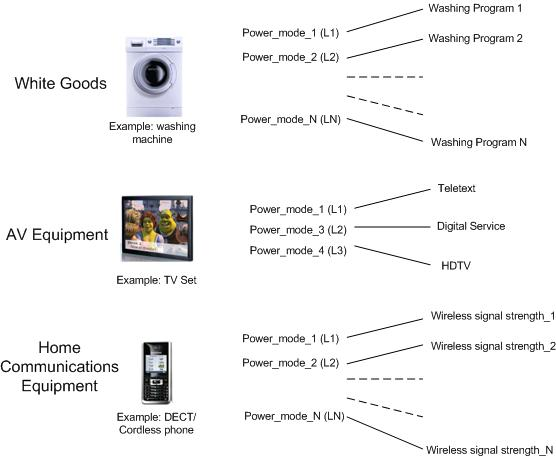 White Goods
Example: washing
machine
Power_mode_1 (L1)
Power_mode_2 (L2)
Power_mode_N (LN)
Washing Program 1
Washing Program 2
Washing Program N
AV Equipment
Example: TV Set
Power_mode_1 (L1)
Power_mode_3 (L2)
Power_mode_4 (L3)
Teletext
Digital Service
HDTV
Home
Communications
Equipment
Example: DECT/
Cordless phone
Power_mode_1 (L1)
Power_mode_2 (L2)
Power_mode_N (LN)
Wireless signal strength_1
Wireless signal strength_2
Wireless signal strength_N